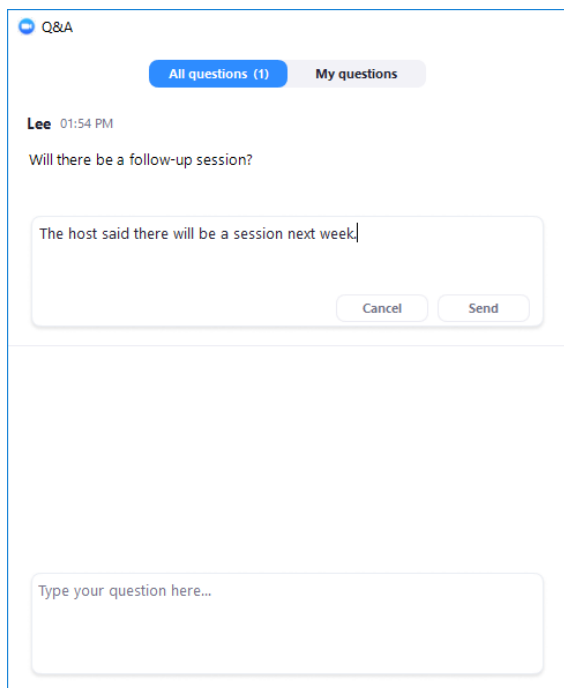 Q&A
All questions (1) My questions
Lee 01:54 PM
Will there be a follow-up session?
The host said there will be a session next week.
Cancel Send
Type your question here...